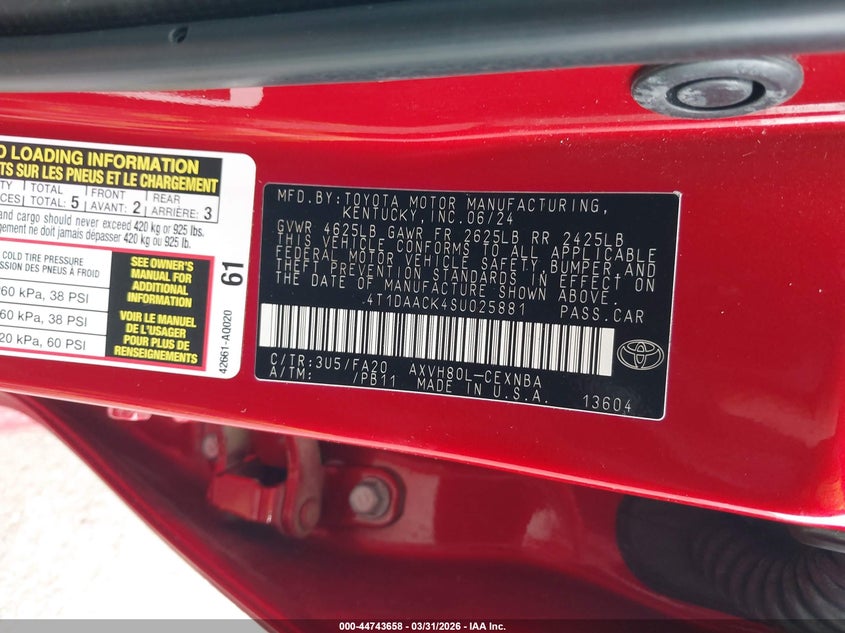 D LOADING INFORMATION
TS SUR LES PNEUS ET LE CHARGEMENT
TY TOTAL FRONT REAR
CES TOTAL: 5 AVANT: 2 ARRIÈRE: 3
and cargo should never exceed 420 kg or 925 lbs.
gement ne doit jamais dépasser 420 kg ou 925 lb.
COLD TIRE PRESSURE
SSION DES PNEUS À FROID
60 kPa, 38 PSI
60 kPa, 38 PSI
20 kPa, 60 PSI
SEE OWNER'S
MANUAL FOR
ADDITIONAL
INFORMATION
VOIR LE MANUEL
DE L'USAGER
POUR PLUS DE
RENSEIGNEMENTS
61
42661-AQ020
MFD.BY:TOYOTA MOTOR MANUFACTURING,
KENTUCKY,INC.06/24
GVWR 4625LB GAWR FR 2625LB RR 2425LB
THIS VEHICLE CONFORMS TO ALL APPLICABLE
FEDERAL MOTOR VEHICLE SAFETY,BUMPER,AND
THEFT PREVENTION STANDARDS IN EFFECT ON
THE DATE OF MANUFACTURE SHOWN ABOVE.
4T1DAACK4SU025881 PASS.CAR
C/TR:3U5/FA20 AXVH80L-CEXNBA
A/TM: /PB11 MADE IN U.S.A. 13604
000-44743658 - 03/31/2026 - IAA Inc.